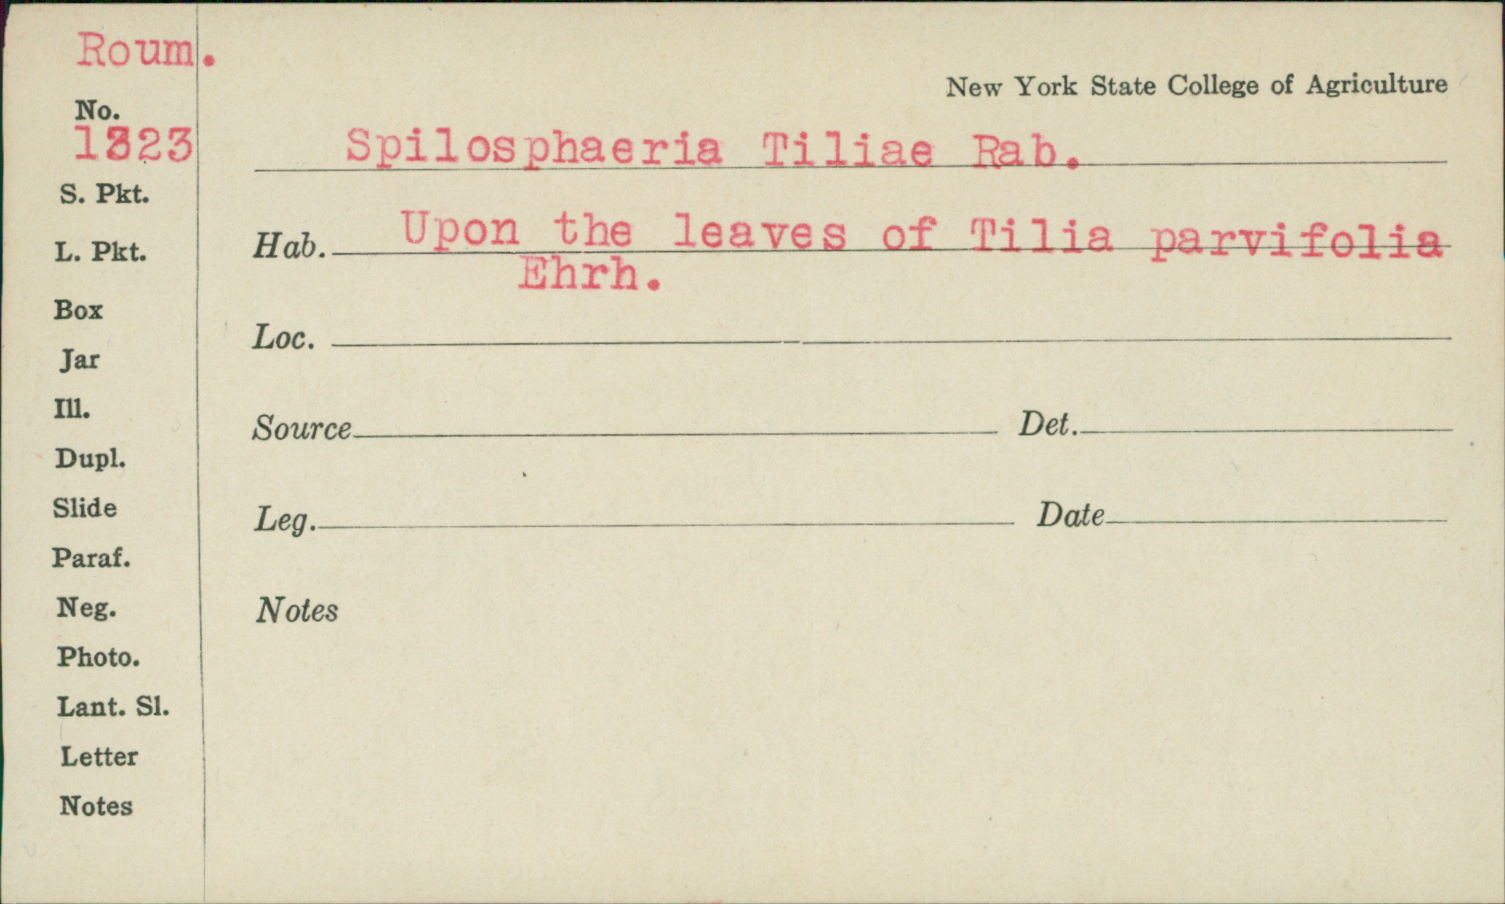 Roum.
New York State College of Agriculture
No.
1323
Spilosphaeria Tiliae Rab.
S. Pkt.
Hab. Upon the leaves of Tilia parvifolia
Ehrh.
L. Pkt.
Box
Loc.
Jar
Ill.
Source Det.
Dupl.
Slide
Leg. Date
Paraf.
Neg.
Notes
Photo.
Lant. Sl.
Letter
Notes